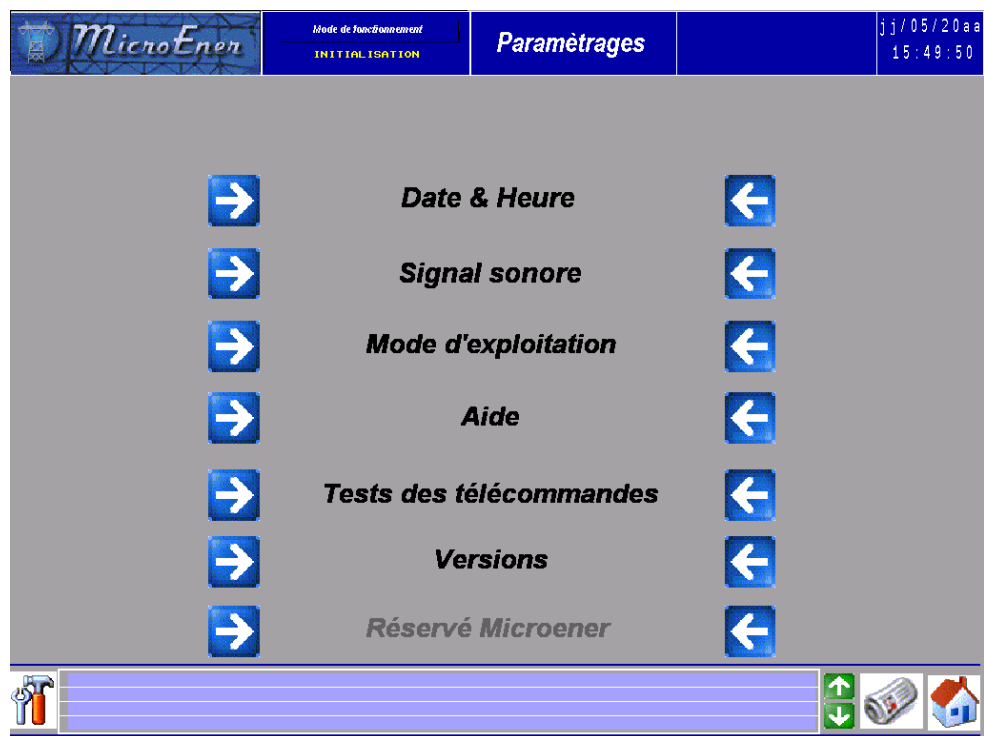 MicroEner
Mode de fonctionnement
INITIALISATION
Paramètrages
jj/05/20aa
15:49:50
Date & Heure
Signal sonore
Mode d'exploitation
Aide
Tests des télécommandes
Versions
Réservé Microener